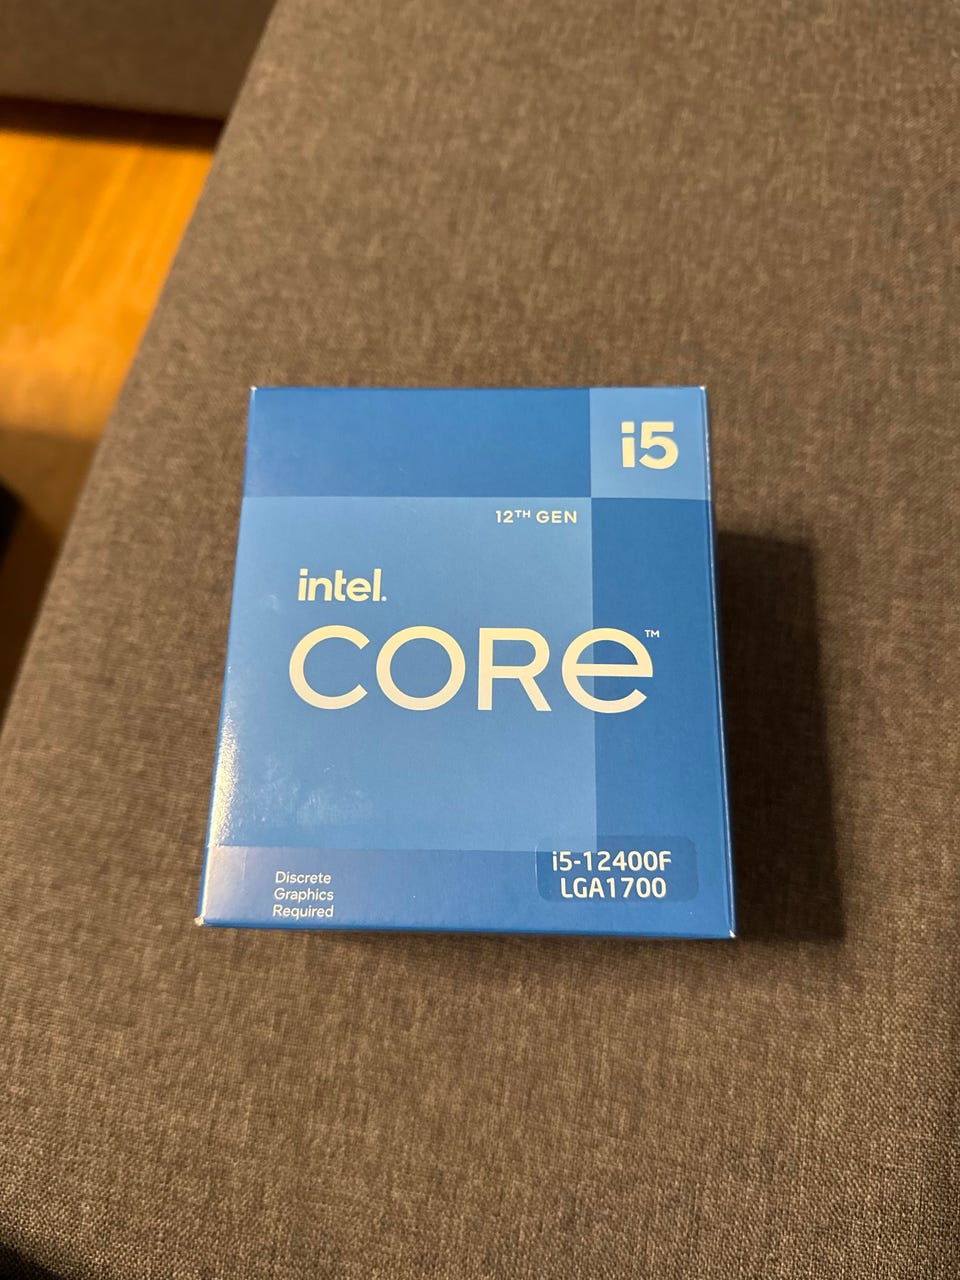 i5
12TH GEN
intel.
CORE™
i5-12400F
LGA1700
Discrete
Graphics
Required